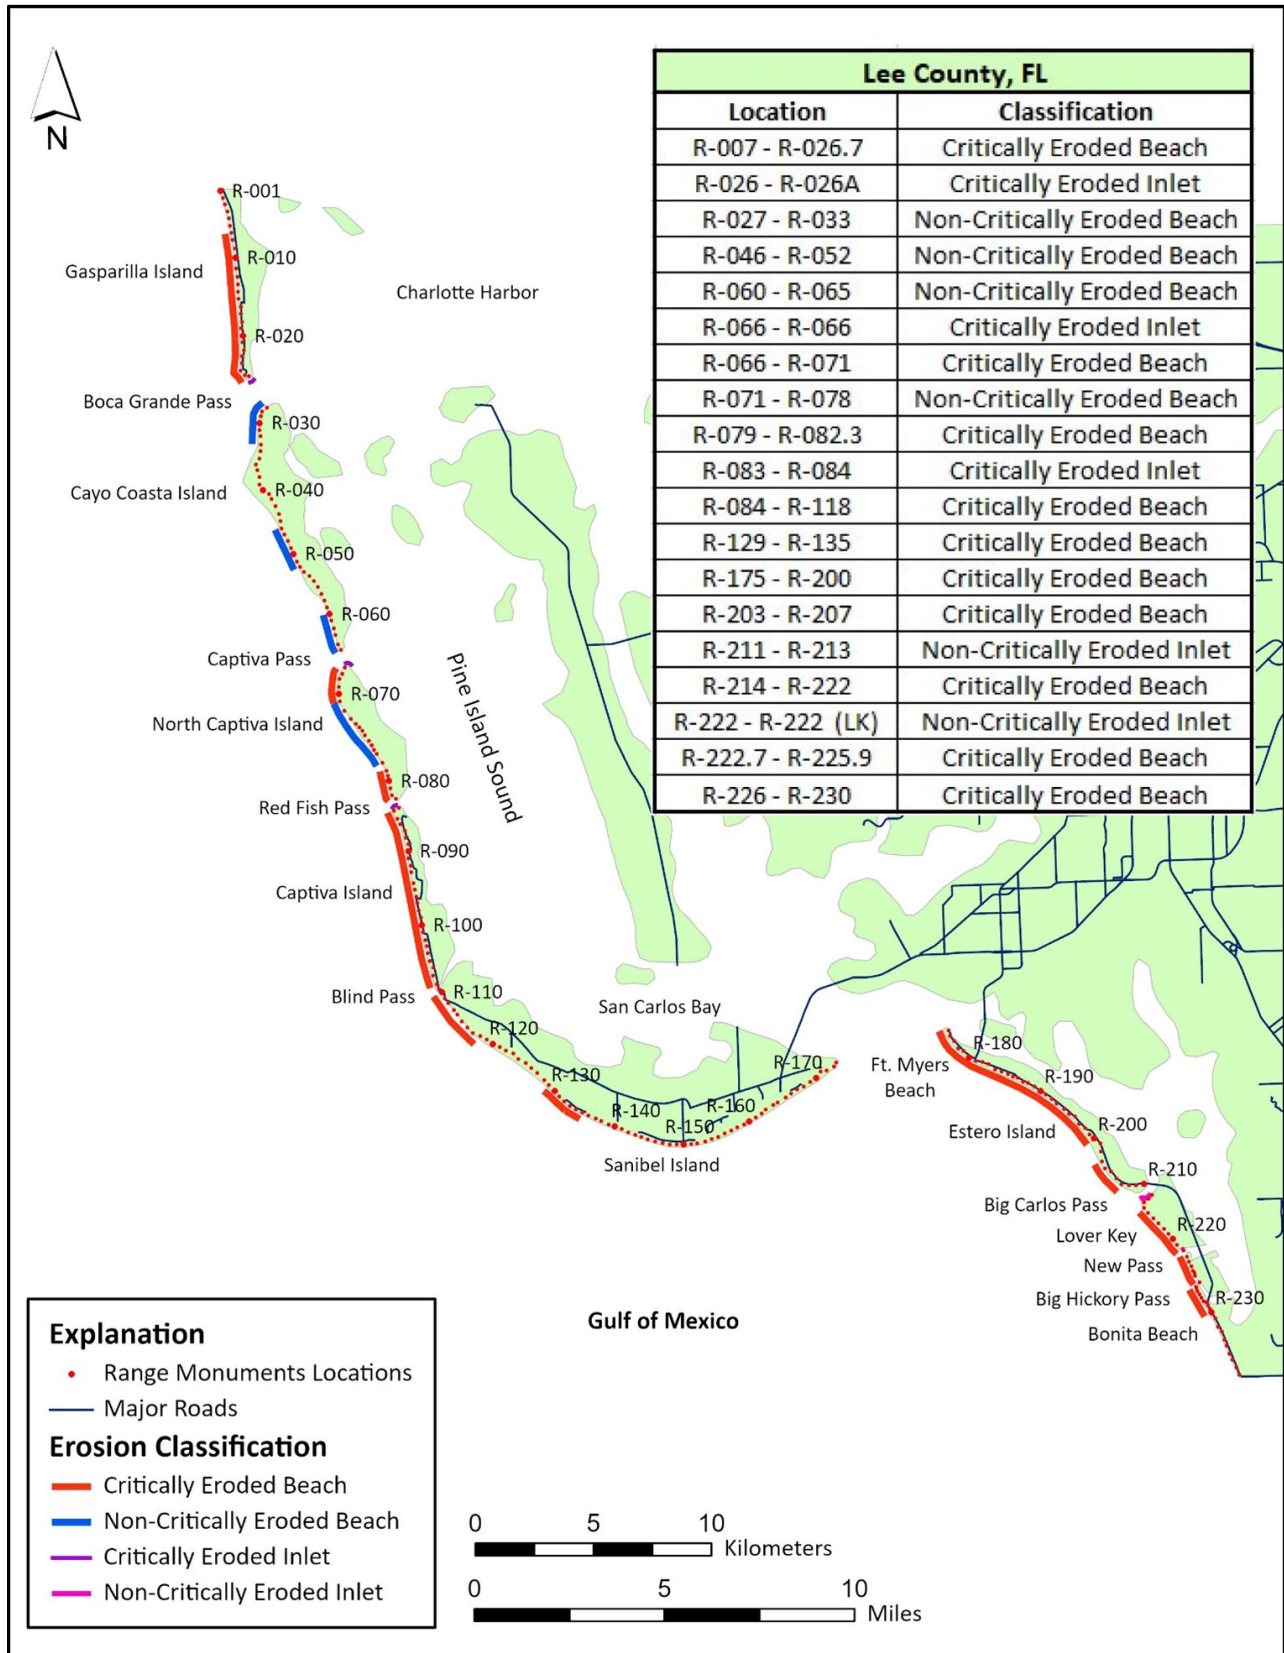 N
Lee County, FL
Location Classification
R-007 - R-026.7 Critically Eroded Beach
R-026 - R-026A Critically Eroded Inlet
R-027 - R-033 Non-Critically Eroded Beach
R-046 - R-052 Non-Critically Eroded Beach
R-060 - R-065 Non-Critically Eroded Beach
R-066 - R-066 Critically Eroded Inlet
R-066 - R-071 Critically Eroded Beach
R-071 - R-078 Non-Critically Eroded Beach
R-079 - R-082.3 Critically Eroded Beach
R-083 - R-084 Critically Eroded Inlet
R-084 - R-118 Critically Eroded Beach
R-129 - R-135 Critically Eroded Beach
R-175 - R-200 Critically Eroded Beach
R-203 - R-207 Critically Eroded Beach
R-211 - R-213 Non-Critically Eroded Inlet
R-214 - R-222 Critically Eroded Beach
R-222 - R-222 (LK) Non-Critically Eroded Inlet
R-222.7 - R-225.9 Critically Eroded Beach
R-226 - R-230 Critically Eroded Beach
R-001
R-010
Gasparilla Island
Charlotte Harbor
R-020
Boca Grande Pass
R-030
Cayo Coasta Island
R-040
R-050
R-060
Captiva Pass
Pine Island Sound
R-070
North Captiva Island
R-080
Red Fish Pass
R-090
Captiva Island
R-100
Blind Pass
R-110
San Carlos Bay
R-120
R-130
R-140
R-150
R-160
R-170
Sanibel Island
R-180
Ft. Myers
Beach
R-190
Estero Island
R-200
R-210
Big Carlos Pass
R-220
Lover Key
New Pass
Big Hickory Pass
R-230
Bonita Beach
Gulf of Mexico
Explanation
Range Monuments Locations
Major Roads
Erosion Classification
Critically Eroded Beach
Non-Critically Eroded Beach
Critically Eroded Inlet
Non-Critically Eroded Inlet
0 5 10
Kilometers
0 5 10
Miles